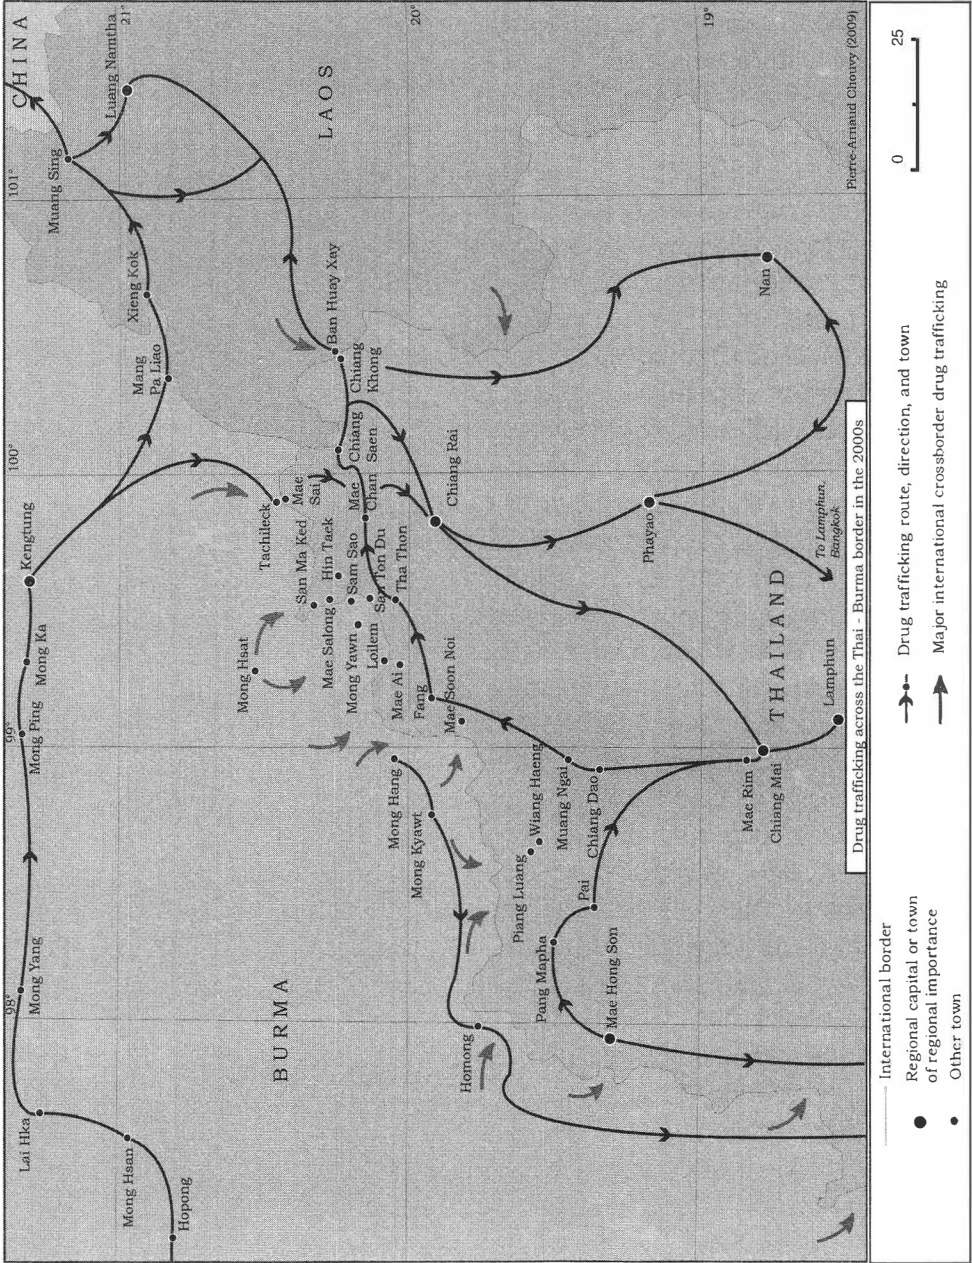 98°
99°
100°
101°
CHINA
Lai Hka
Mong Yang
Mong Ping
Mong Ka
Kengtung
Muang Sing
Mong Hsan
Hopong
Mang
Pa Liao
Xieng Kok
Luang Namtha
21°
BURMA
Mong Hsat
Tachileck
Mae
Sai
LAOS
San Ma Ked
Hin Taek
Mae Salong
Sam Sao
Mong Yawn
San Ton Du
Loilem
Tha Thon
Mae Ai
Mae
Chan
Chiang
Saen
Chiang
Khong
Ban Huay Xay
20°
Mong Hang
Mong Kyawt
Fang
Mae Soon Noi
Chiang Rai
Homong
Piang Luang
Wiang Haeng
Pang Mapha
Muang Ngai
Chiang Dao
Pai
Mae Hong Son
Phayao
19°
Nan
Mae Rim
Chiang Mai
THAILAND
Lamphun
To Lamphun,
Bangkok
Drug trafficking across the Thai - Burma border in the 2000s
Pierre-Arnaud Chouvy (2009)
International border
Regional capital or town
of regional importance
Other town
Drug trafficking route, direction, and town
Major international crossborder drug trafficking
0 25